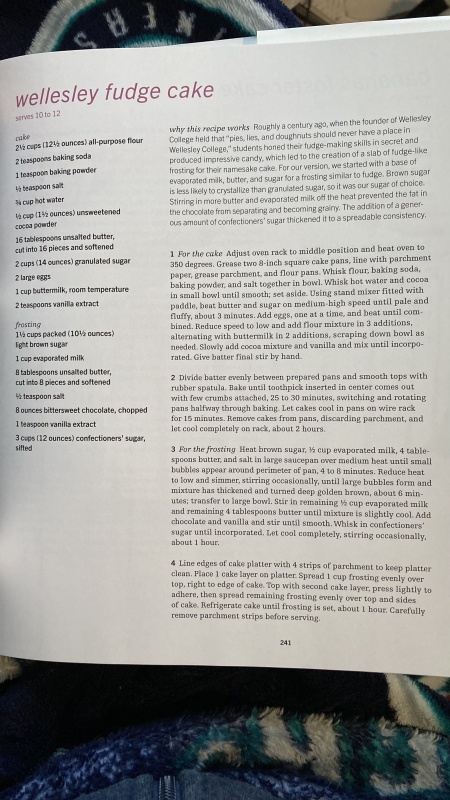 wellesley fudge cake
serves 10 to 12
cake
2½ cups (12½ ounces) all-purpose flour
2 teaspoons baking soda
1 teaspoon baking powder
½ teaspoon salt
¾ cup hot water
½ cup (1½ ounces) unsweetened
cocoa powder
16 tablespoons unsalted butter,
cut into 16 pieces and softened
2 cups (14 ounces) granulated sugar
2 large eggs
1 cup buttermilk, room temperature
2 teaspoons vanilla extract
frosting
1½ cups packed (10½ ounces)
light brown sugar
1 cup evaporated milk
8 tablespoons unsalted butter,
cut into 8 pieces and softened
½ teaspoon salt
8 ounces bittersweet chocolate, chopped
1 teaspoon vanilla extract
3 cups (12 ounces) confectioners' sugar,
sifted
why this recipe works Roughly a century ago, when the founder of Wellesley
College held that "pies, lies, and doughnuts should never have a place in
Wellesley College," students honed their fudge-making skills in secret and
produced impressive candy, which led to the creation of a slab of fudge-like
frosting for their namesake cake. For our version, we started with a base of
evaporated milk, butter, and sugar for a frosting similar to fudge. Brown sugar
is less likely to crystallize than granulated sugar, so it was our sugar of choice.
Stirring in more butter and evaporated milk off the heat prevented the fat in
the chocolate from separating and becoming grainy. The addition of a gener-
ous amount of confectioners' sugar thickened it to a spreadable consistency.
1 For the cake Adjust oven rack to middle position and heat oven to
350 degrees. Grease two 8-inch square cake pans, line with parchment
paper, grease parchment, and flour pans. Whisk flour, baking soda,
baking powder, and salt together in bowl. Whisk hot water and cocoa
in small bowl until smooth; set aside. Using stand mixer fitted with
paddle, beat butter and sugar on medium-high speed until pale and
fluffy, about 3 minutes. Add eggs, one at a time, and beat until com-
bined. Reduce speed to low and add flour mixture in 3 additions,
alternating with buttermilk in 2 additions, scraping down bowl as
needed. Slowly add cocoa mixture and vanilla and mix until incorpo-
rated. Give batter final stir by hand.
2 Divide batter evenly between prepared pans and smooth tops with
rubber spatula. Bake until toothpick inserted in center comes out
with few crumbs attached, 25 to 30 minutes, switching and rotating
pans halfway through baking. Let cakes cool in pans on wire rack
for 15 minutes. Remove cakes from pans, discarding parchment, and
let cool completely on rack, about 2 hours.
3 For the frosting Heat brown sugar, ½ cup evaporated milk, 4 table-
spoons butter, and salt in large saucepan over medium heat until small
bubbles appear around perimeter of pan, 4 to 8 minutes. Reduce heat
to low and simmer, stirring occasionally, until large bubbles form and
mixture has thickened and turned deep golden brown, about 6 min-
utes; transfer to large bowl. Stir in remaining ½ cup evaporated milk
and remaining 4 tablespoons butter until mixture is slightly cool. Add
chocolate and vanilla and stir until smooth. Whisk in confectioners'
sugar until incorporated. Let cool completely, stirring occasionally,
about 1 hour.
4 Line edges of cake platter with 4 strips of parchment to keep platter
clean. Place 1 cake layer on platter. Spread 1 cup frosting evenly over
top, right to edge of cake. Top with second cake layer, press lightly to
adhere, then spread remaining frosting evenly over top and sides
of cake. Refrigerate cake until frosting is set, about 1 hour. Carefully
remove parchment strips before serving.
241